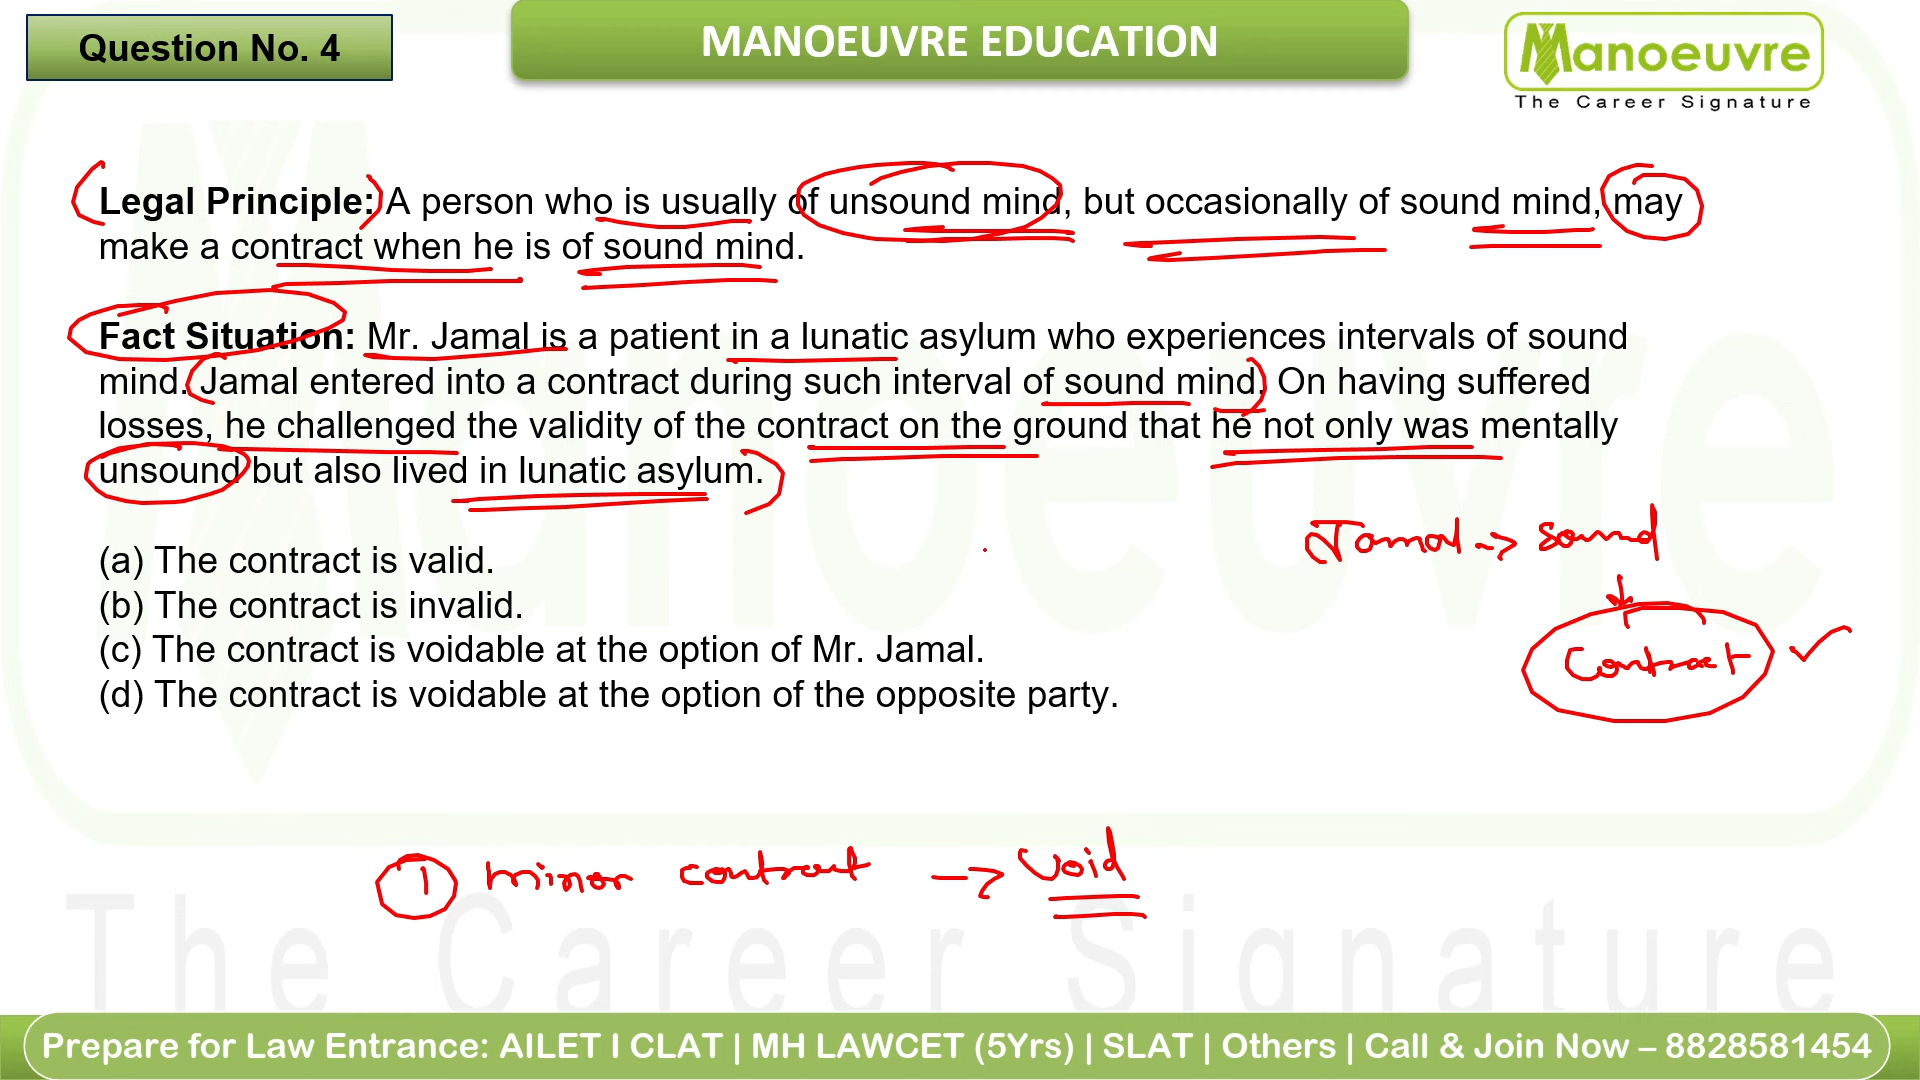 Question No. 4
MANOEUVRE EDUCATION
Manoeuvre
The Career Signature
Legal Principle: A person who is usually of unsound mind, but occasionally of sound mind, may
make a contract when he is of sound mind.
Fact Situation: Mr. Jamal is a patient in a lunatic asylum who experiences intervals of sound
mind. Jamal entered into a contract during such interval of sound mind. On having suffered
losses, he challenged the validity of the contract on the ground that he not only was mentally
unsound but also lived in lunatic asylum.
(a) The contract is valid.
(b) The contract is invalid.
(c) The contract is voidable at the option of Mr. Jamal.
(d) The contract is voidable at the option of the opposite party.
Jamal -> sound
Contract ✓
1 minor contract -> void
Manoeuvre
The Career Signature
Prepare for Law Entrance: AILET I CLAT | MH LAWCET (5Yrs) | SLAT | Others | Call & Join Now – 8828581454